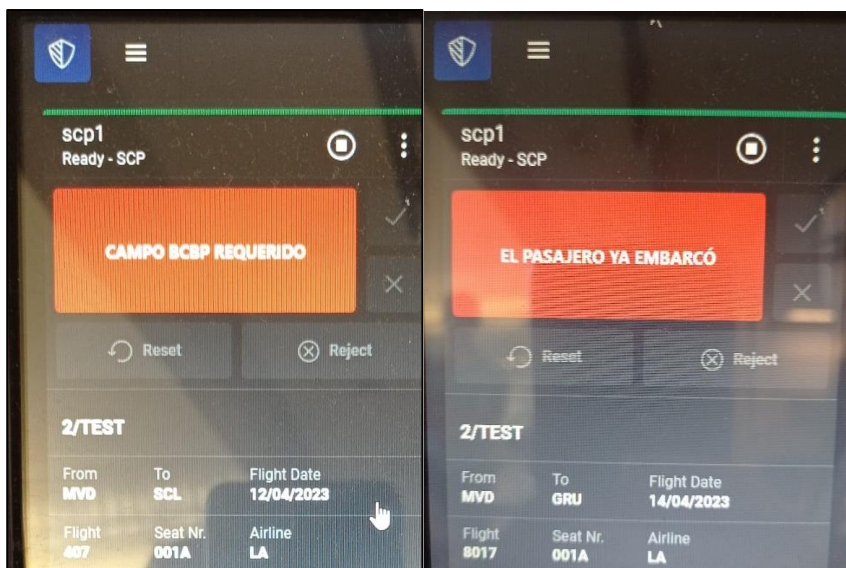 scp1
Ready - SCP
CAMPO BCBP REQUERIDO
Reset
Reject
2/TEST
From To Flight Date
MVD SCL 12/04/2023
Flight Seat Nr. Airline
407 001A LA
scp1
Ready - SCP
EL PASAJERO YA EMBARCÓ
Reset
Reject
2/TEST
From To Flight Date
MVD GRU 14/04/2023
Flight Seat Nr. Airline
8017 001A LA